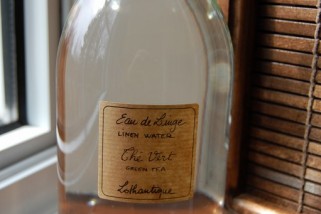 Eau de Linge
LINEN WATER
Thé Vert
GREEN TEA
Lothantique